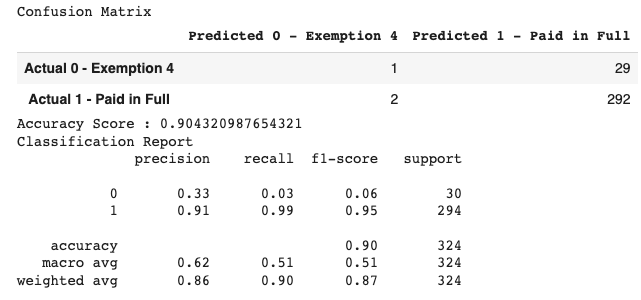 Confusion Matrix
Predicted 0 - Exemption 4 Predicted 1 - Paid in Full
Actual 0 - Exemption 4 1 29
Actual 1 - Paid in Full 2 292
Accuracy Score : 0.904320987654321
Classification Report
precision recall f1-score support
0 0.33 0.03 0.06 30
1 0.91 0.99 0.95 294
accuracy 0.90 324
macro avg 0.62 0.51 0.51 324
weighted avg 0.86 0.90 0.87 324